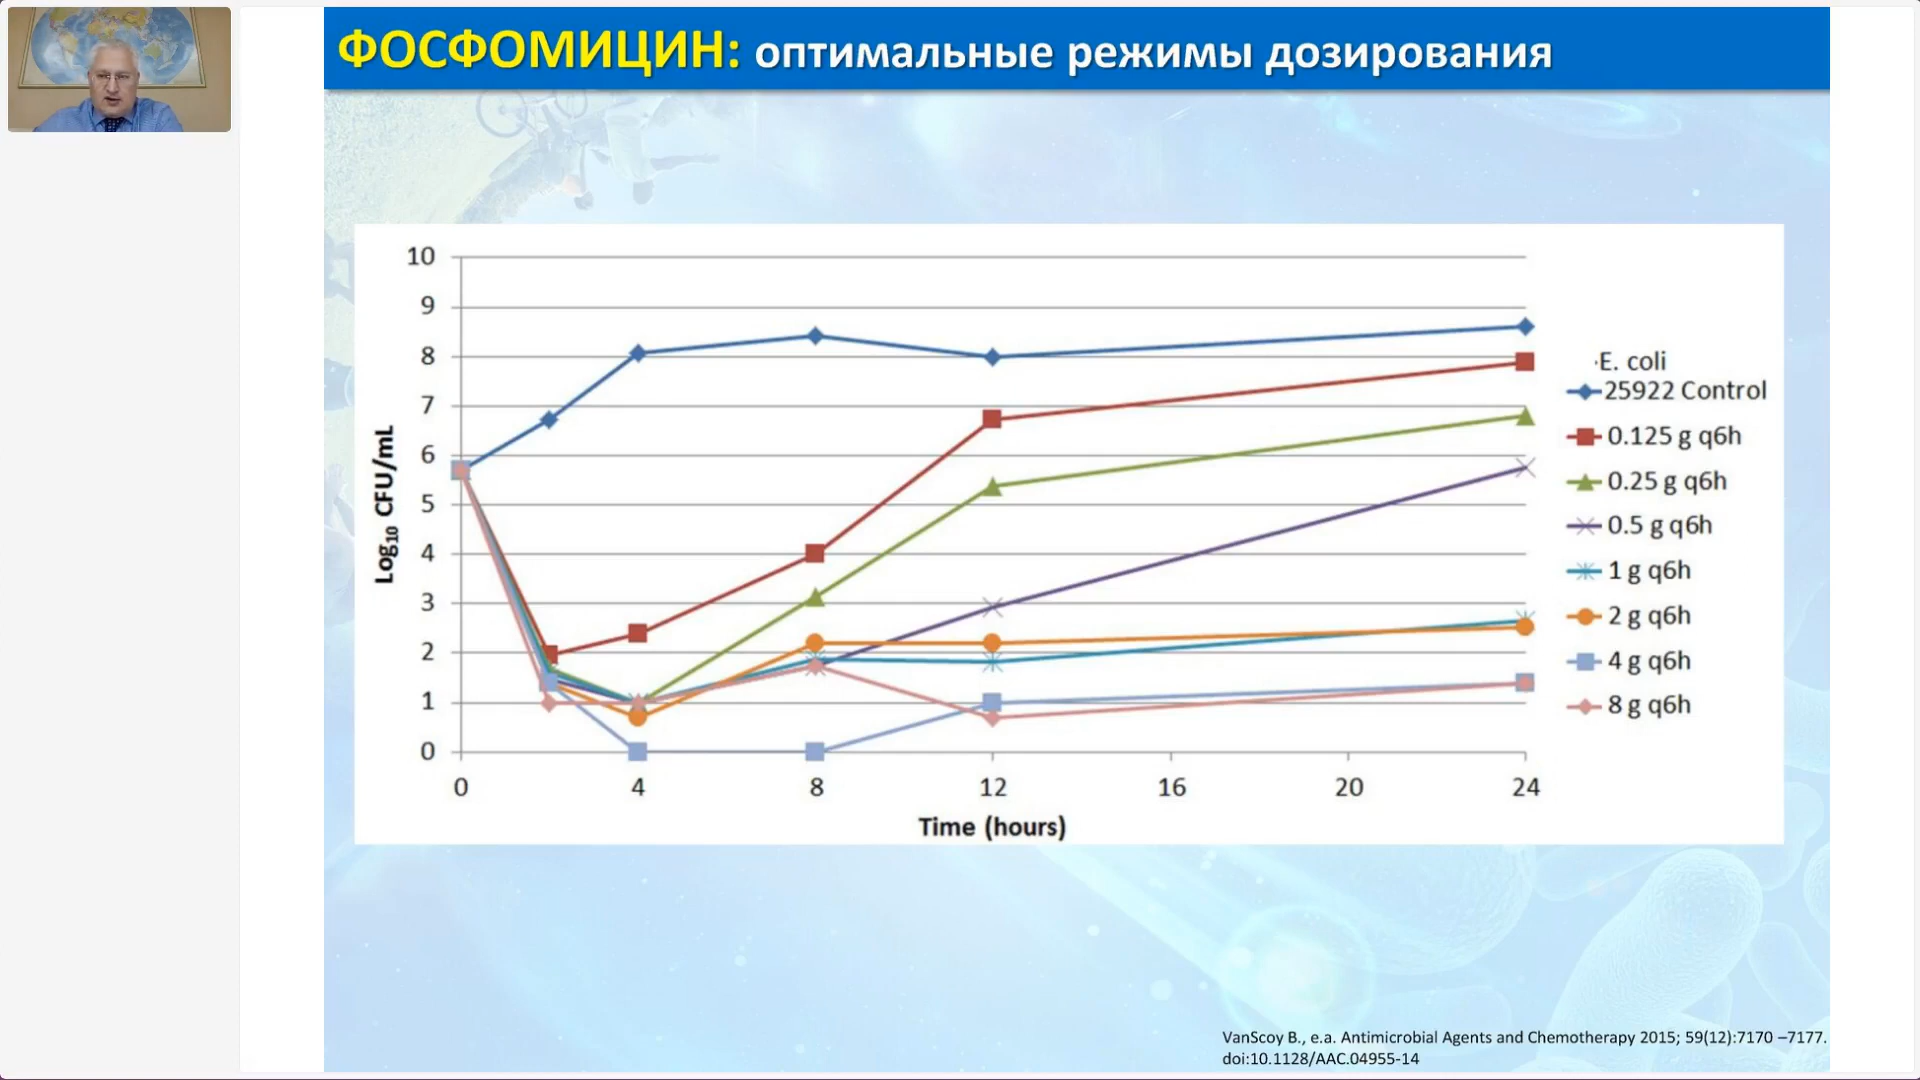 ФОСФОМИЦИН: оптимальные режимы дозирования
10
9
8
7
6
5
4
3
2
1
0
Log10 CFU/mL
0 4 8 12 16 20 24
Time (hours)
·E. coli
25922 Control
0.125 g q6h
0.25 g q6h
0.5 g q6h
1 g q6h
2 g q6h
4 g q6h
8 g q6h
VanScoy B., e.a. Antimicrobial Agents and Chemotherapy 2015; 59(12):7170 –7177.
doi:10.1128/AAC.04955-14